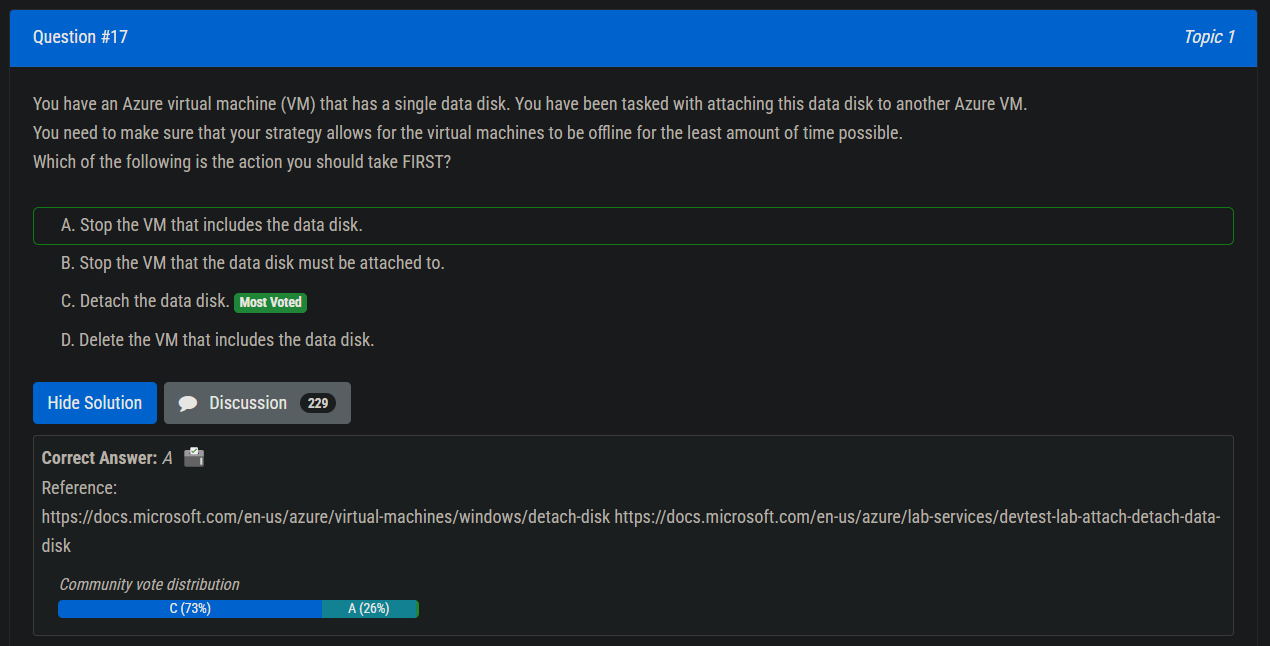 Question #17
Topic 1
You have an Azure virtual machine (VM) that has a single data disk. You have been tasked with attaching this data disk to another Azure VM.
You need to make sure that your strategy allows for the virtual machines to be offline for the least amount of time possible.
Which of the following is the action you should take FIRST?
A. Stop the VM that includes the data disk.
B. Stop the VM that the data disk must be attached to.
C. Detach the data disk. Most Voted
D. Delete the VM that includes the data disk.
Hide Solution
Discussion 229
Correct Answer: A
Reference:
https://docs.microsoft.com/en-us/azure/virtual-machines/windows/detach-disk https://docs.microsoft.com/en-us/azure/lab-services/devtest-lab-attach-detach-data-
disk
Community vote distribution
C (73%)
A (26%)